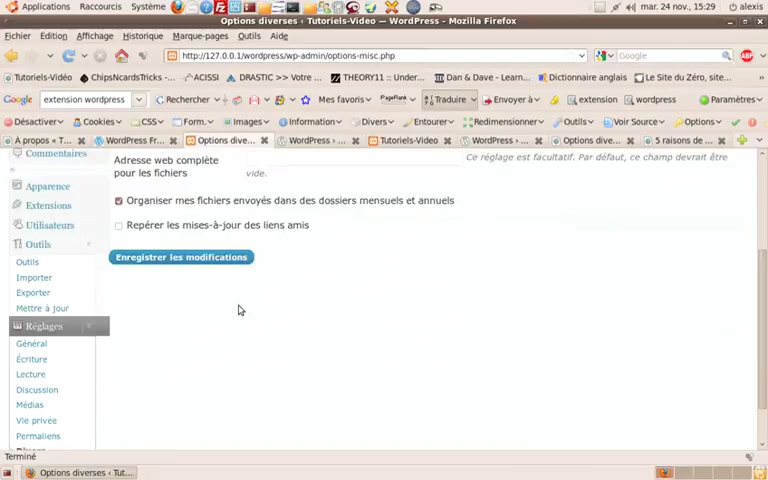 Applications Raccourcis Système mar. 24 nov., 15:29 alexis
Options diverses ‹ Tutoriels-Video — WordPress - Mozilla Firefox
Fichier Édition Affichage Historique Marque-pages Outils Aide
http://127.0.0.1/wordpress/wp-admin/options-misc.php Google
Tutoriels-Vidéo ChipsNcardsTricks - ... ACISSI DRASTIC >> Votre ... THEORY11 :: Under... Dan & Dave - Learn... Dictionnaire anglais Le Site du Zéro, site...
Google extension wordpress Rechercher Mes favoris PageRank Traduire Envoyer à extension wordpress Paramètres
Désactiver Cookies CSS Form. Images Information Divers Entourer Redimensionner Outils Voir Source Options
À propos « T... WordPress Fr... Options dive... WordPress › ... Tutoriels-Video WordPress › ... Options dive... 5 raisons de ...
Commentaires
Apparence
Extensions
Utilisateurs
Outils
Outils
Importer
Exporter
Mettre à jour
Réglages
Général
Écriture
Lecture
Discussion
Médias
Vie privée
Permaliens
Divers
Adresse web complète
pour les fichiers
Ce réglage est facultatif. Par défaut, ce champ devrait être
vide.
Organiser mes fichiers envoyés dans des dossiers mensuels et annuels
Repérer les mises-à-jour des liens amis
Enregistrer les modifications
Terminé
Options diverses ‹ Tut...